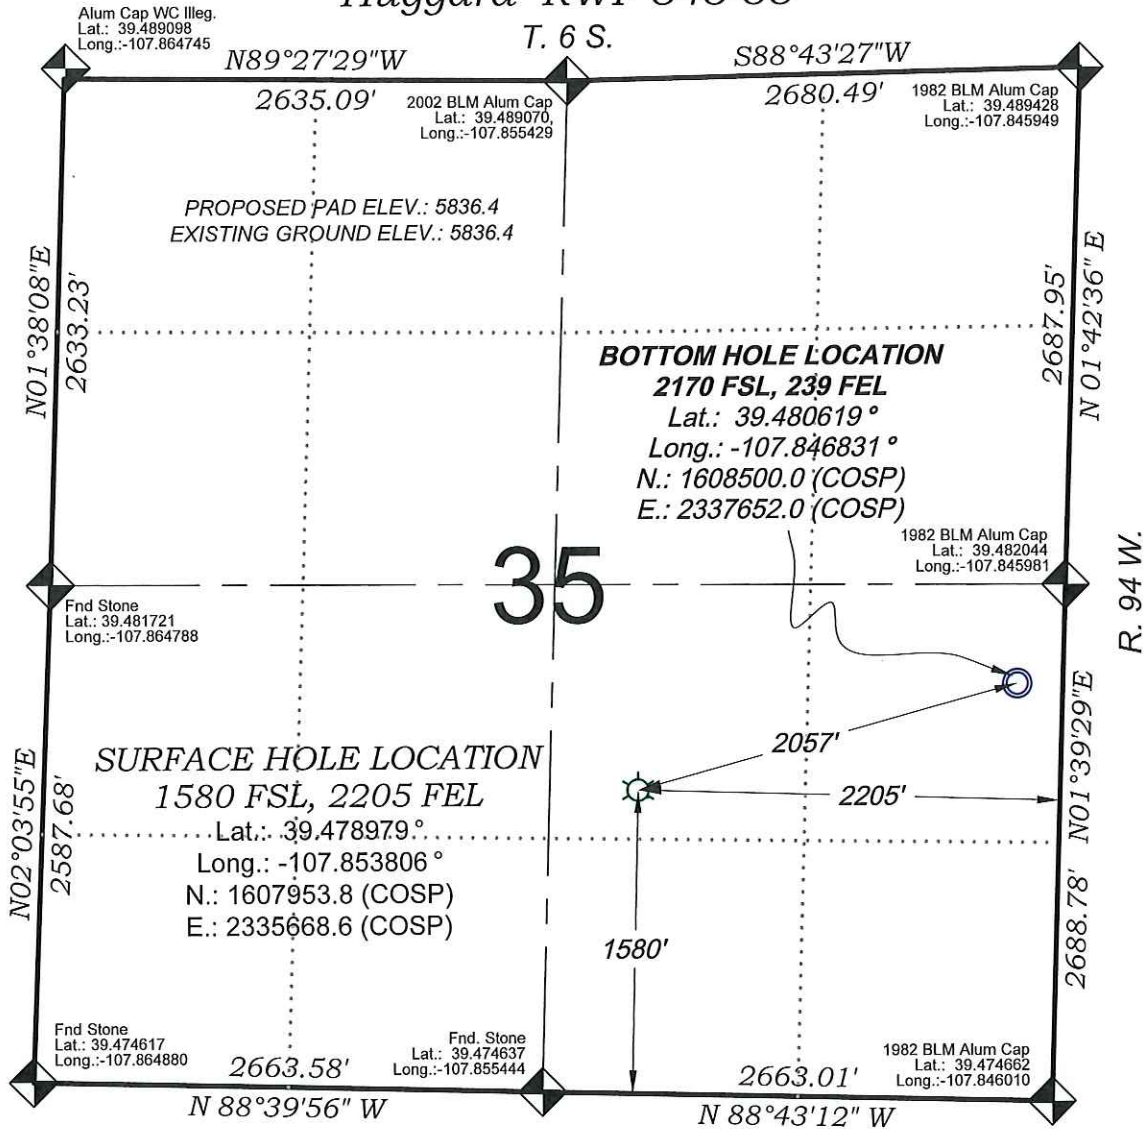 T. 6 S.
Alum Cap WC Illeg.
Lat.: 39.489098
Long.:-107.864745
N89°27'29"W
2635.09'
2002 BLM Alum Cap
Lat.: 39.489070,
Long.:-107.855429
S88°43'27"W
2680.49'
1982 BLM Alum Cap
Lat.: 39.489428
Long.:-107.845949
PROPOSED PAD ELEV.: 5836.4
EXISTING GROUND ELEV.: 5836.4
N01°38'08"E
2633.23'
2687.95'
N 01°42'36" E
BOTTOM HOLE LOCATION
2170 FSL, 239 FEL
Lat.: 39.480619°
Long.: -107.846831°
N.: 1608500.0 (COSP)
E.: 2337652.0 (COSP)
1982 BLM Alum Cap
Lat.: 39.482044
Long.:-107.845981
R. 94 W.
35
Fnd Stone
Lat.: 39.481721
Long.:-107.864788
2057'
2205'
SURFACE HOLE LOCATION
1580 FSL, 2205 FEL
Lat.: 39.478979°
Long.: -107.853806°
N.: 1607953.8 (COSP)
E.: 2335668.6 (COSP)
N02°03'55"E
2587.68'
N01°39'29"E
2688.78'
1580'
Fnd Stone
Lat.: 39.474617
Long.:-107.864880
2663.58'
N 88°39'56" W
Fnd. Stone
Lat.: 39.474637
Long.:-107.855444
2663.01'
N 88°43'12" W
1982 BLM Alum Cap
Lat.: 39.474662
Long.:-107.846010